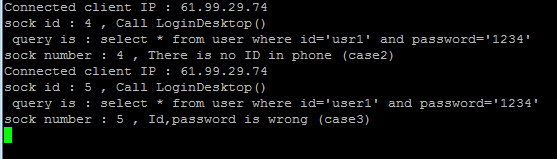 Connected client IP : 61.99.29.74
sock id : 4 , Call LoginDesktop()
 query is : select * from user where id='usr1' and password='1234'
sock number : 4 , There is no ID in phone (case2)
Connected client IP : 61.99.29.74
sock id : 5 , Call LoginDesktop()
 query is : select * from user where id='user1' and password='1234'
sock number : 5 , Id,password is wrong (case3)